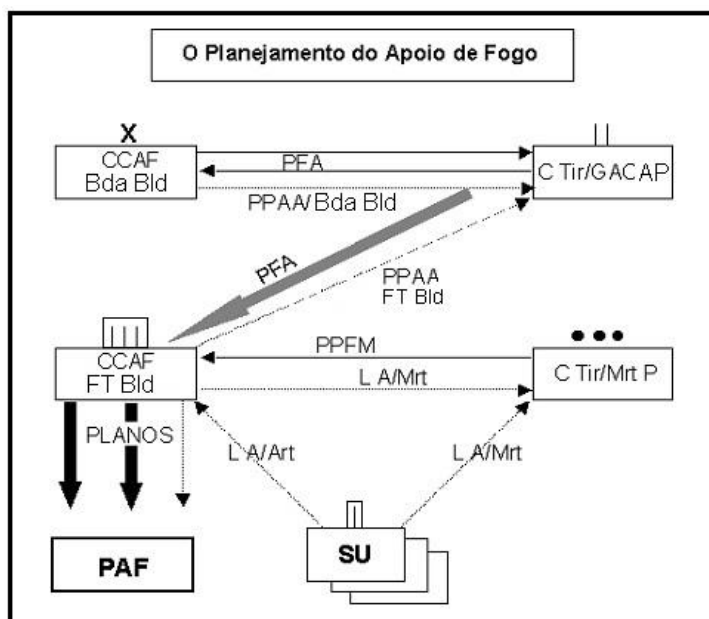 O Planejamento do Apoio de Fogo
X
CCAF
Bda Bld
PFA
C Tir/GACAP
PPAA/Bda Bld
PFA
PPAA
FT Bld
CCAF
FT Bld
PPFM
C Tir/Mrt P
L A/Mrt
PLANOS
L A/Art
L A/Mrt
SU
PAF